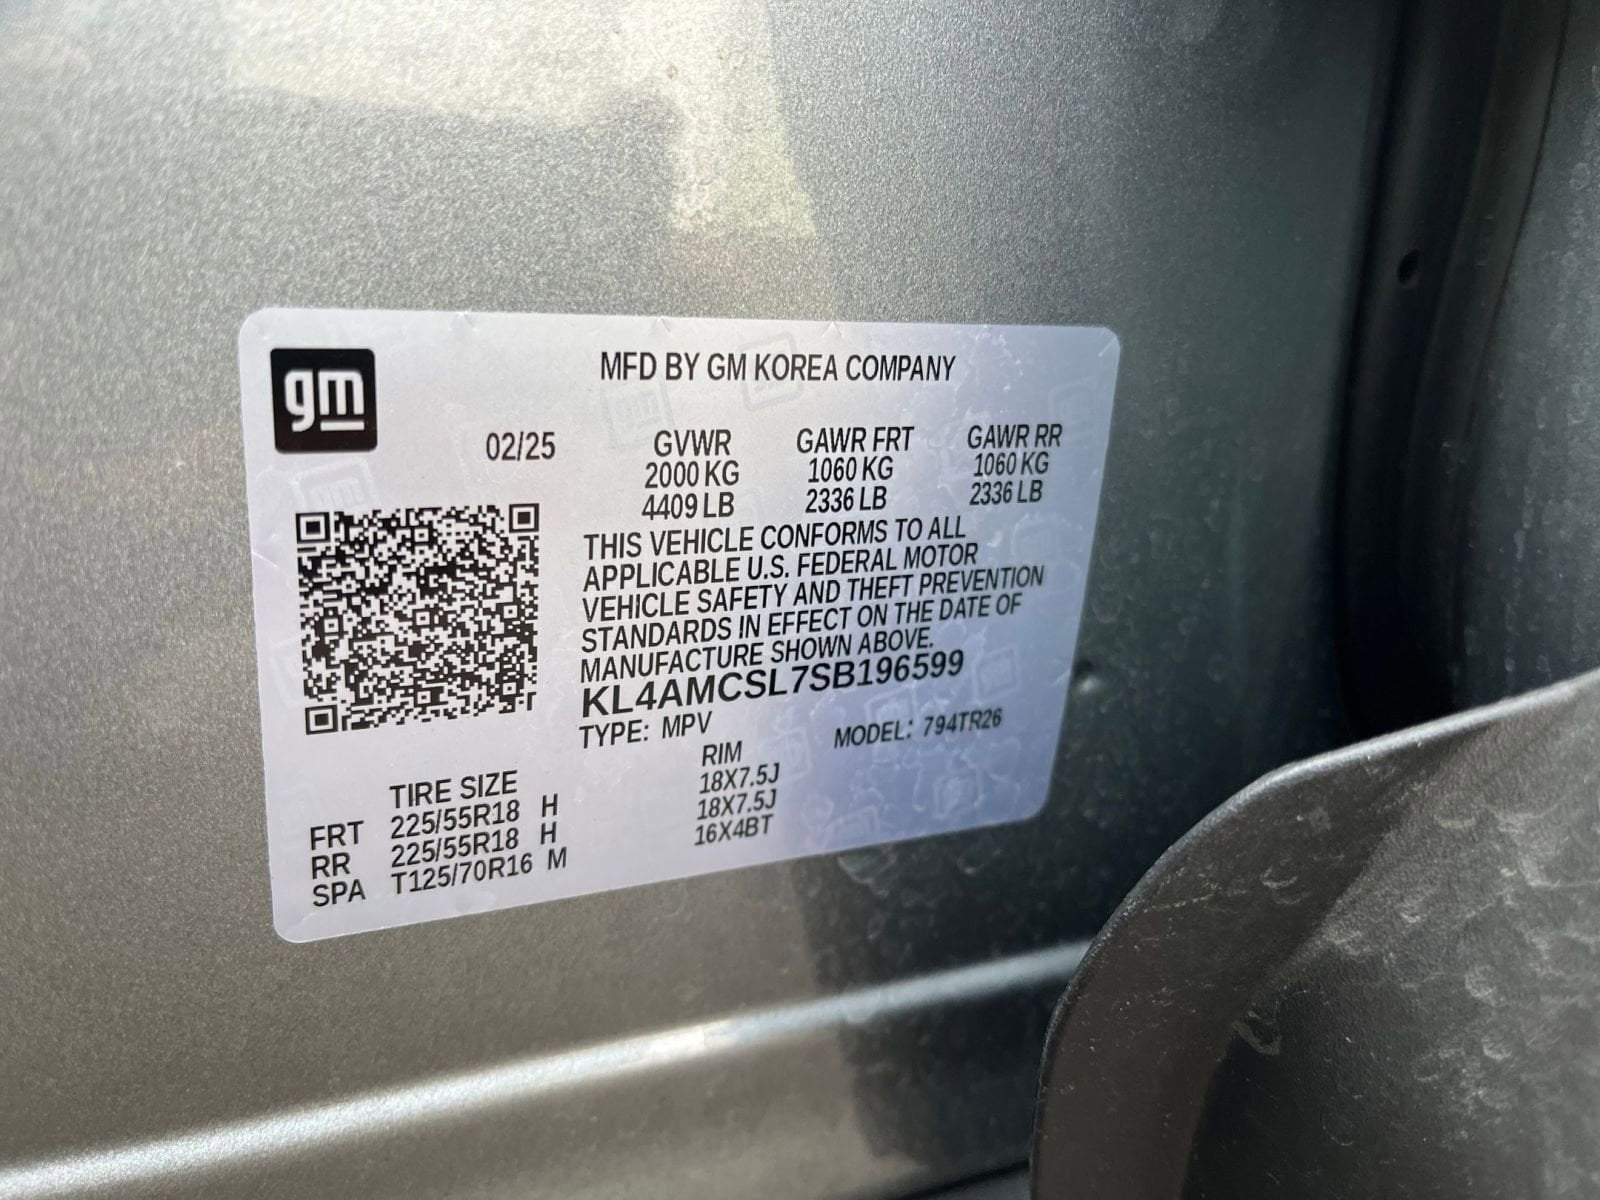 gm
MFD BY GM KOREA COMPANY
02/25 GVWR GAWR FRT GAWR RR
2000 KG 1060 KG 1060 KG
4409 LB 2336 LB 2336 LB
THIS VEHICLE CONFORMS TO ALL
APPLICABLE U.S. FEDERAL MOTOR
VEHICLE SAFETY AND THEFT PREVENTION
STANDARDS IN EFFECT ON THE DATE OF
MANUFACTURE SHOWN ABOVE.
KL4AMCSL7SB196599
TYPE: MPV MODEL: 794TR26
TIRE SIZE RIM
FRT 225/55R18 H 18X7.5J
RR 225/55R18 H 18X7.5J
SPA T125/70R16 M 16X4BT